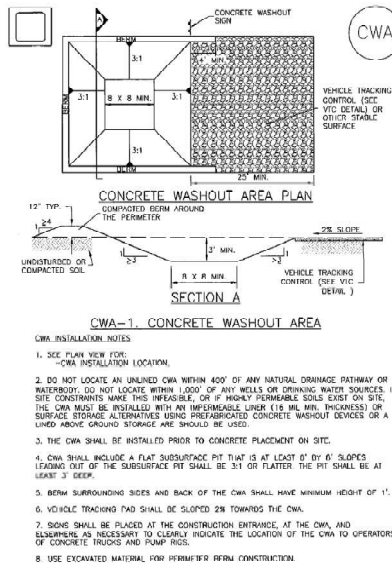 CONCRETE WASHOUT
SIGN
CWA
A
BERM
3:1
4' MIN.
3:1
8 X 8 MIN.
3:1
BERM
VEHICLE TRACKING
CONTROL (SEE
VTC DETAIL) OR
OTHER STABLE
SURFACE
3:1
BERM
25' MIN.
CONCRETE WASHOUT AREA PLAN
12" TYP.
COMPACTED BERM AROUND
THE PERIMETER
≥4
1
2% SLOPE
3' MIN.
1
≥3
1
≥3
UNDISTURBED OR
COMPACTED SOIL
8 X 8 MIN.
VEHICLE TRACKING
CONTROL (SEE VTC
DETAIL )
SECTION A
CWA-1. CONCRETE WASHOUT AREA
CWA INSTALLATION NOTES
1. SEE PLAN VIEW FOR:
-CWA INSTALLATION LOCATION.
2. DO NOT LOCATE AN UNLINED CWA WITHIN 400' OF ANY NATURAL DRAINAGE PATHWAY OR
WATERBODY. DO NOT LOCATE WITHIN 1,000' OF ANY WELLS OR DRINKING WATER SOURCES. I
SITE CONSTRAINTS MAKE THIS INFEASIBLE, OR IF HIGHLY PERMEABLE SOILS EXIST ON SITE,
THE CWA MUST BE INSTALLED WITH AN IMPERMEABLE LINER (16 MIL MIN. THICKNESS) OR
SURFACE STORAGE ALTERNATIVES USING PREFABRICATED CONCRETE WASHOUT DEVICES OR A
LINED ABOVE GROUND STORAGE ARE SHOULD BE USED.
3. THE CWA SHALL BE INSTALLED PRIOR TO CONCRETE PLACEMENT ON SITE.
4. CWA SHALL INCLUDE A FLAT SUBSURFACE PIT THAT IS AT LEAST 8' BY 8' SLOPES
LEADING OUT OF THE SUBSURFACE PIT SHALL BE 3:1 OR FLATTER THE PIT SHALL BE AT
LEAST 3' DEEP.
5. BERM SURROUNDING SIDES AND BACK OF THE CWA SHALL HAVE MINIMUM HEIGHT OF 1'.
6. VEHICLE TRACKING PAD SHALL BE SLOPED 2% TOWARDS THE CWA.
7. SIGNS SHALL BE PLACED AT THE CONSTRUCTION ENTRANCE, AT THE CWA, AND
ELSEWHERE AS NECESSARY TO CLEARLY INDICATE THE LOCATION OF THE CWA TO OPERATORS
OF CONCRETE TRUCKS AND PUMP RIGS.
8. USE EXCAVATED MATERIAL FOR PERIMETER BERM CONSTRUCTION.